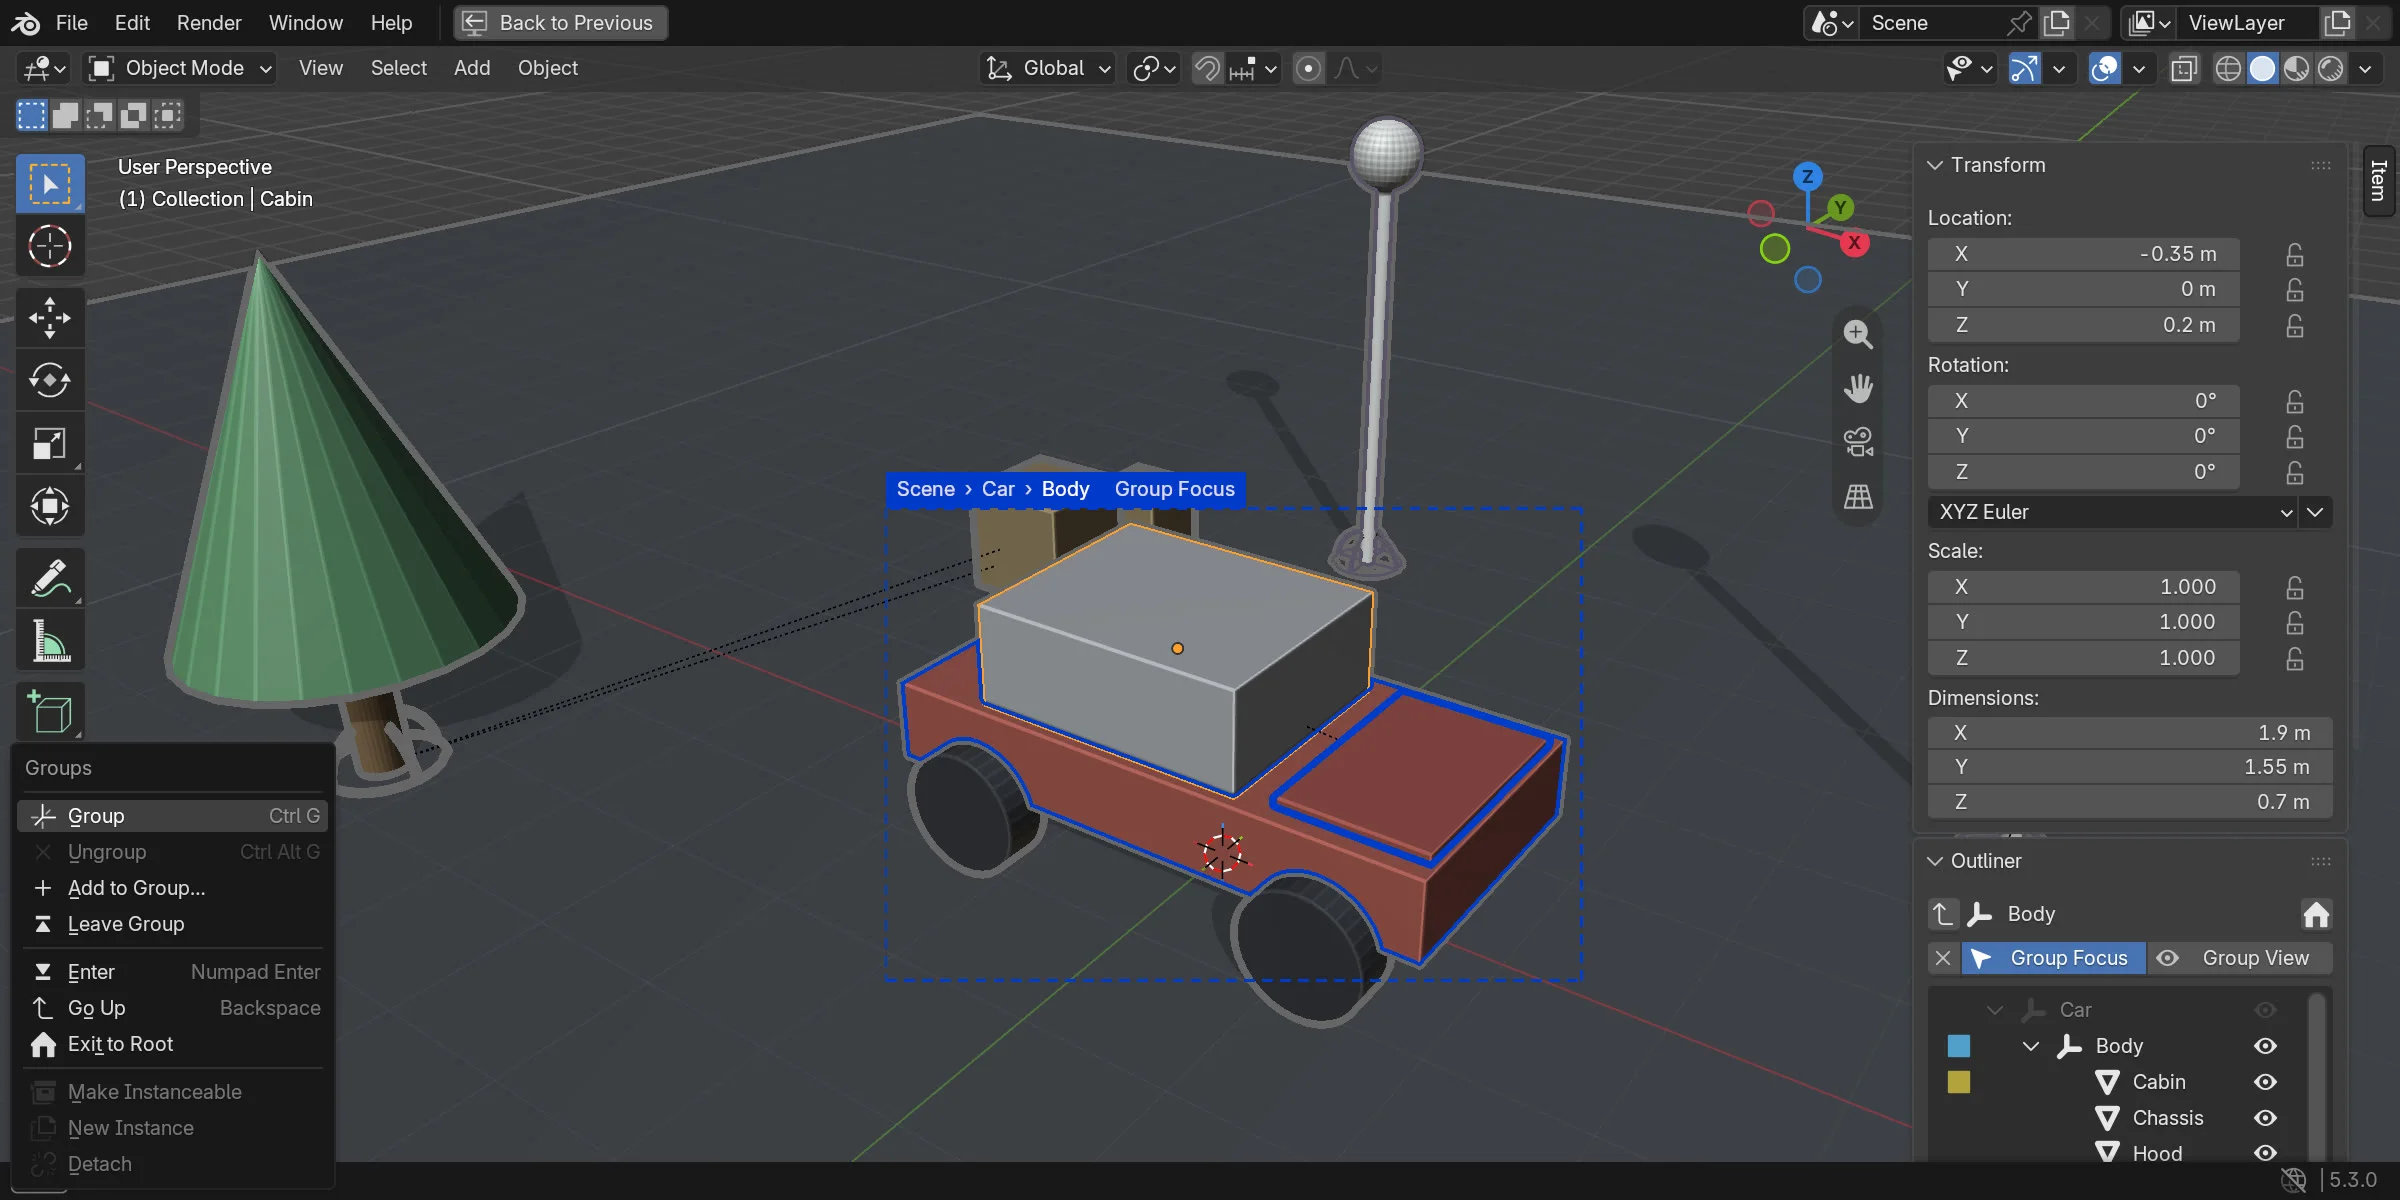 File Edit Render Window Help Back to Previous Scene ViewLayer
Object Mode View Select Add Object Global
User Perspective
(1) Collection | Cabin
Z
Y
X
Scene › Car › Body Group Focus
Groups
Group Ctrl G
Ungroup Ctrl Alt G
Add to Group...
Leave Group
Enter Numpad Enter
Go Up Backspace
Exit to Root
Make Instanceable
New Instance
Detach
Item
Transform
Location:
X -0.35 m
Y 0 m
Z 0.2 m
Rotation:
X 0°
Y 0°
Z 0°
XYZ Euler
Scale:
X 1.000
Y 1.000
Z 1.000
Dimensions:
X 1.9 m
Y 1.55 m
Z 0.7 m
Outliner
Body
Group Focus Group View
Car
Body
Cabin
Chassis
Hood
5.3.0